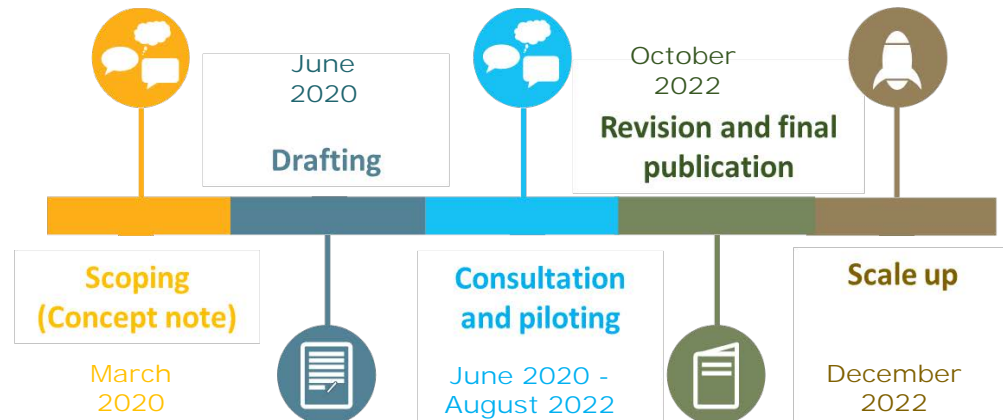 Scoping
(Concept note)
March
2020
June
2020
Drafting
Consultation
and piloting
June 2020 -
August 2022
October
2022
Revision and final
publication
Scale up
December
2022